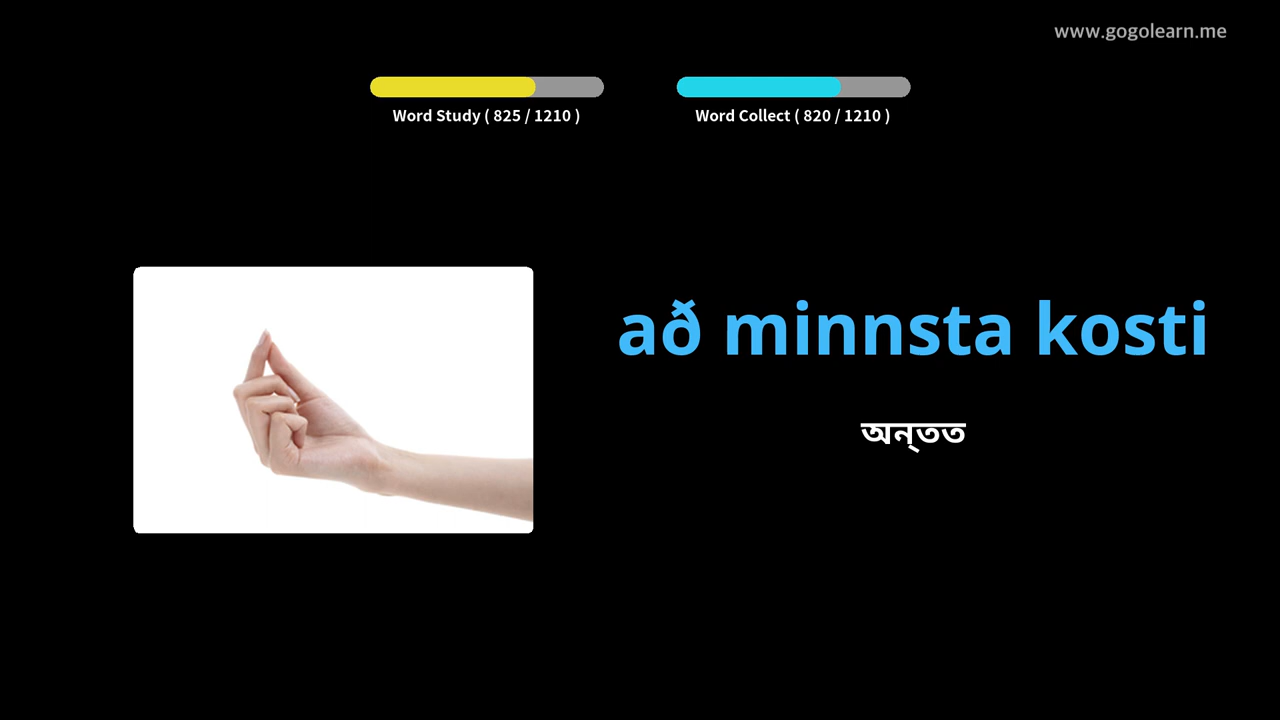 www.gogolearn.me
Word Study ( 825 / 1210 )
Word Collect ( 820 / 1210 )
að minnsta kosti
অন্তত